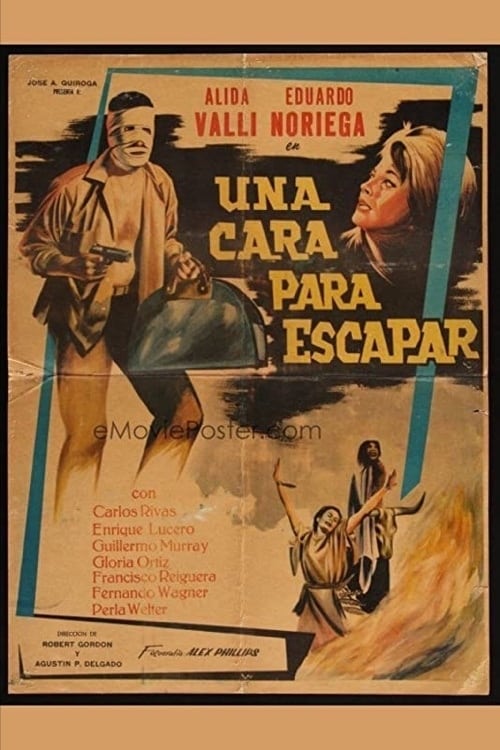 JOSE A. QUIROGA
PRESENTA A:
ALIDA EDUARDO
VALLI NORIEGA
en
UNA
CARA
PARA
ESCAPAR
eMoviePoster.com
con
Carlos Rivas
Enrique Lucero
Guillermo Murray
Gloria Ortiz
Francisco Reiguera
Fernando Wagner
Perla Welter
DIRECCION DE
ROBERT GORDON
Y
AGUSTIN P. DELGADO
Fotografía ALEX PHILLIPS